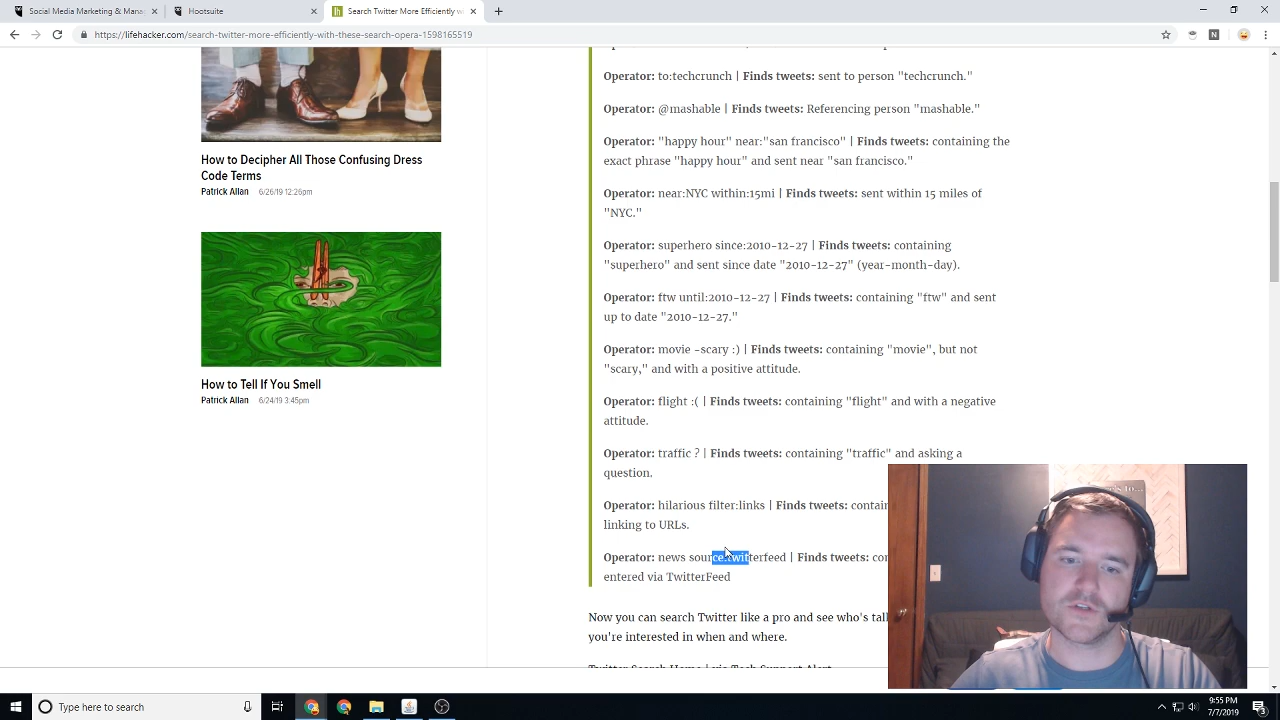 Social Media Marketing & Mana
Hootsuite
Search Twitter More Efficiently w
https://lifehacker.com/search-twitter-more-efficiently-with-these-search-opera-1598165519
How to Decipher All Those Confusing Dress
Code Terms
Patrick Allan 6/26/19 12:26pm
How to Tell If You Smell
Patrick Allan 6/24/19 3:45pm
Operator: to:techcrunch | Finds tweets: sent to person "techcrunch."
Operator: @mashable | Finds tweets: Referencing person "mashable."
Operator: "happy hour" near:"san francisco" | Finds tweets: containing the
exact phrase "happy hour" and sent near "san francisco."
Operator: near:NYC within:15mi | Finds tweets: sent within 15 miles of
"NYC."
Operator: superhero since:2010-12-27 | Finds tweets: containing
"superhero" and sent since date "2010-12-27" (year-month-day).
Operator: ftw until:2010-12-27 | Finds tweets: containing "ftw" and sent
up to date "2010-12-27."
Operator: movie -scary :) | Finds tweets: containing "movie", but not
"scary," and with a positive attitude.
Operator: flight :( | Finds tweets: containing "flight" and with a negative
attitude.
Operator: traffic ? | Finds tweets: containing "traffic" and asking a
question.
Operator: hilarious filter:links | Finds tweets: contain
linking to URLs.
Operator: news source:twitterfeed | Finds tweets: con
entered via TwitterFeed
Now you can search Twitter like a pro and see who's tal
you're interested in when and where.
Twitter Search Home | via Tech Support Alert
Type here to search
9:55 PM
7/7/2019